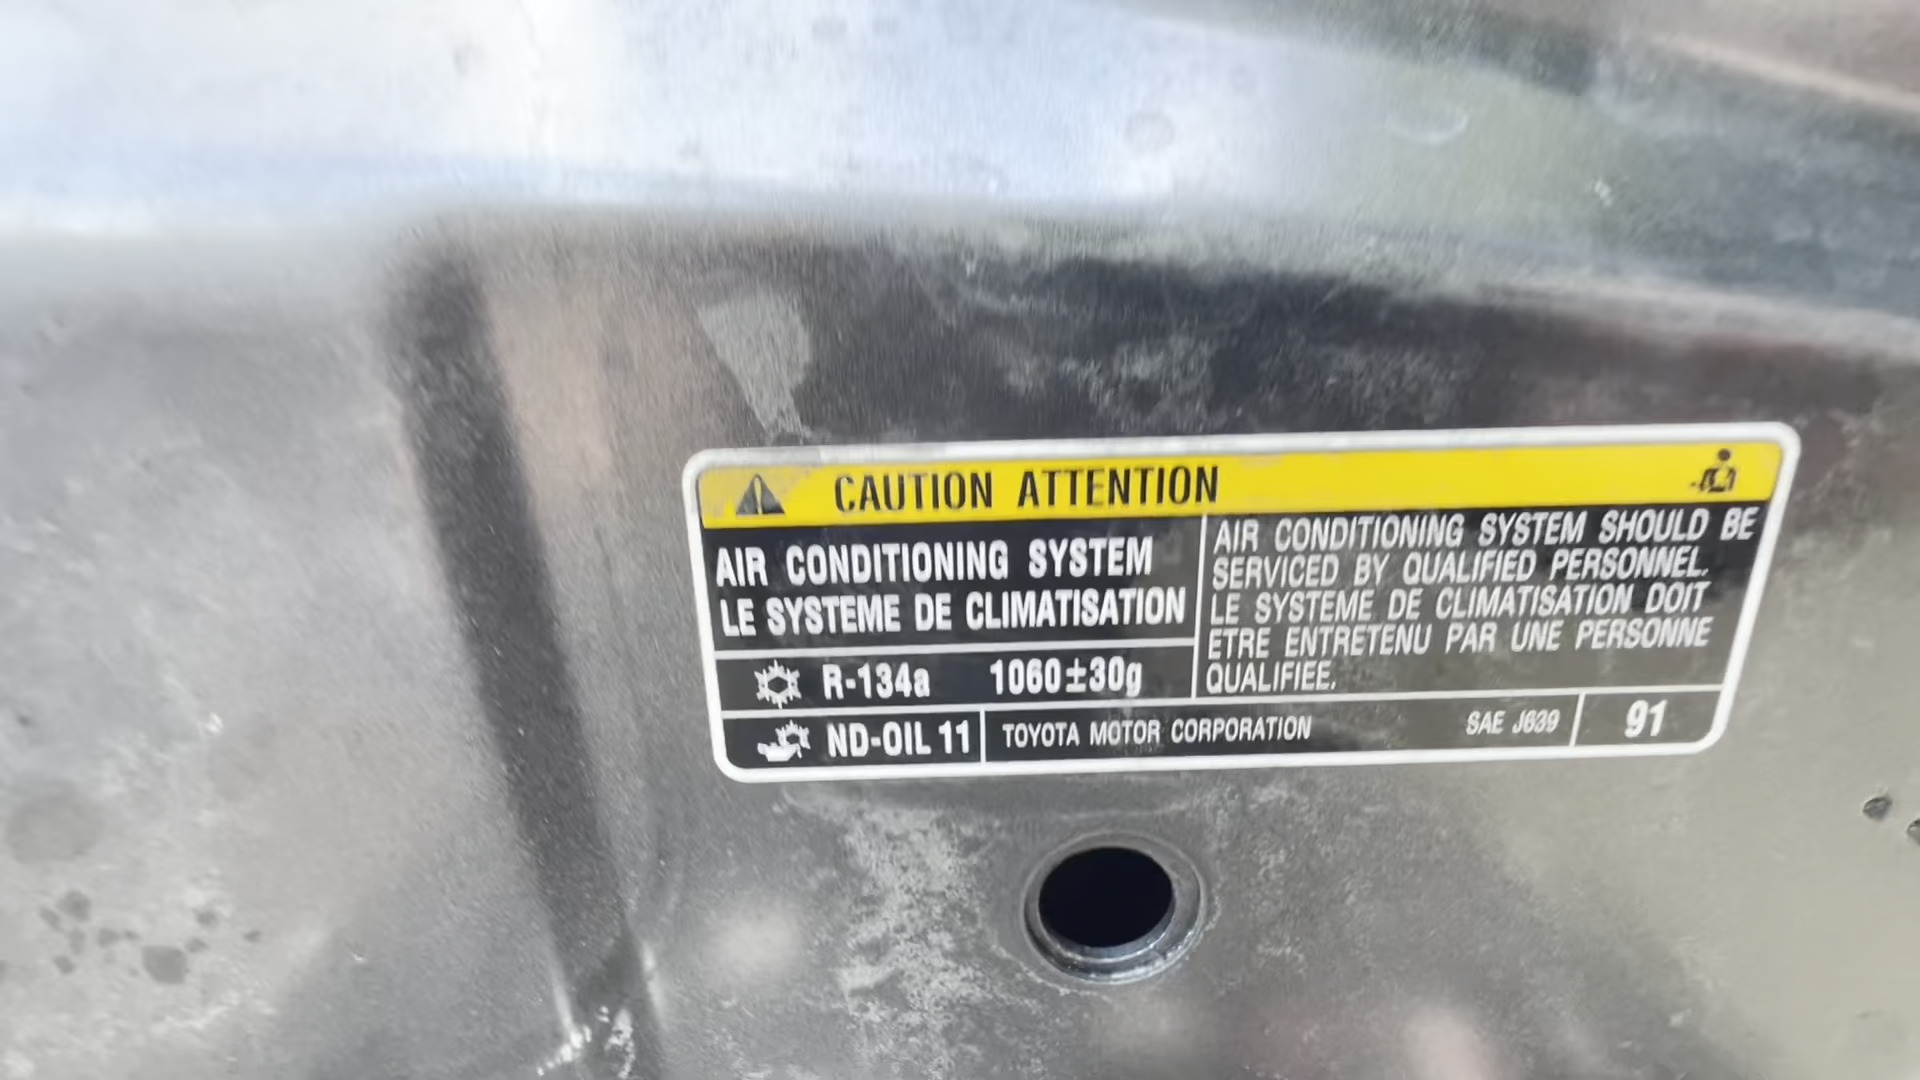 CAUTION ATTENTION
AIR CONDITIONING SYSTEM
LE SYSTEME DE CLIMATISATION
AIR CONDITIONING SYSTEM SHOULD BE
SERVICED BY QUALIFIED PERSONNEL.
LE SYSTEME DE CLIMATISATION DOIT
ETRE ENTRETENU PAR UNE PERSONNE
QUALIFIEE.
R-134a 1060±30g
ND-OIL 11
TOYOTA MOTOR CORPORATION
SAE J639
91